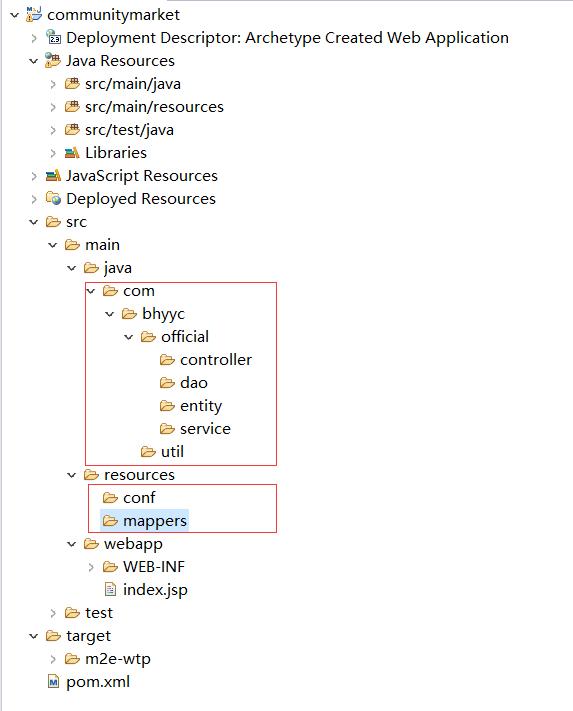 communitymarket
Deployment Descriptor: Archetype Created Web Application
Java Resources
src/main/java
src/main/resources
src/test/java
Libraries
JavaScript Resources
Deployed Resources
src
main
java
com
bhyyc
official
controller
dao
entity
service
util
resources
conf
mappers
webapp
WEB-INF
index.jsp
test
target
m2e-wtp
pom.xml